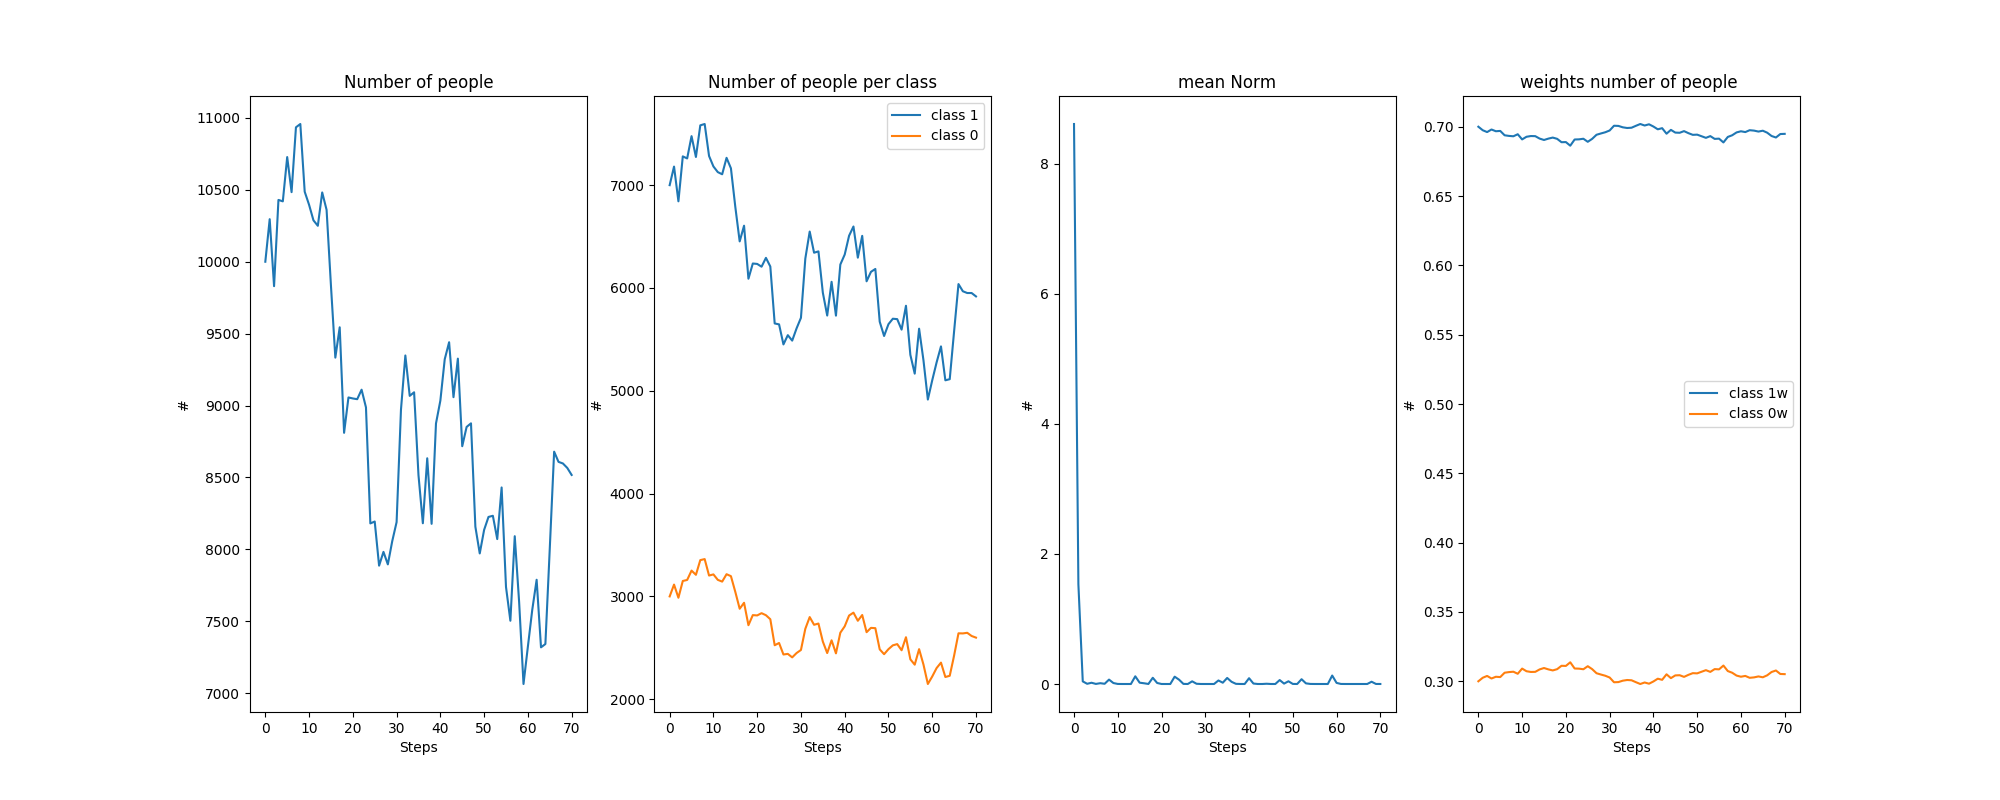 Number of people
11000
10500
10000
9500
9000
8500
8000
7500
7000
#
0 10 20 30 40 50 60 70
Steps
Number of people per class
class 1
class 0
7000
6000
5000
4000
3000
2000
#
0 10 20 30 40 50 60 70
Steps
mean Norm
8
6
4
2
0
#
0 10 20 30 40 50 60 70
Steps
weights number of people
0.70
0.65
0.60
0.55
0.50
0.45
0.40
0.35
0.30
#
class 1w
class 0w
0 10 20 30 40 50 60 70
Steps